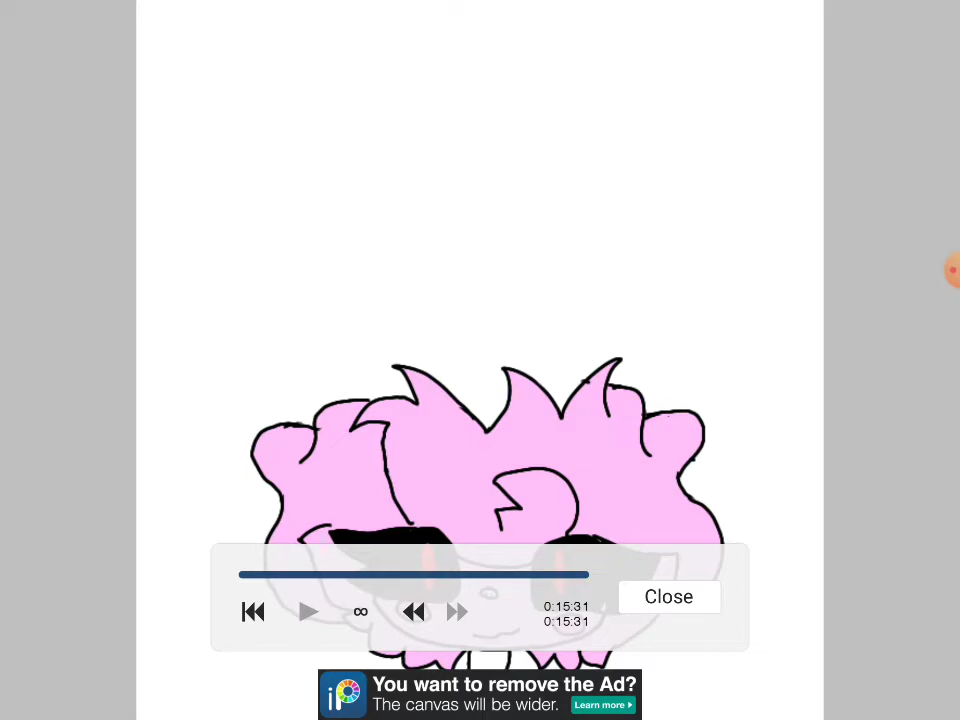 0:15:31
0:15:31
Close
iP
You want to remove the Ad?
The canvas will be wider.
Learn more